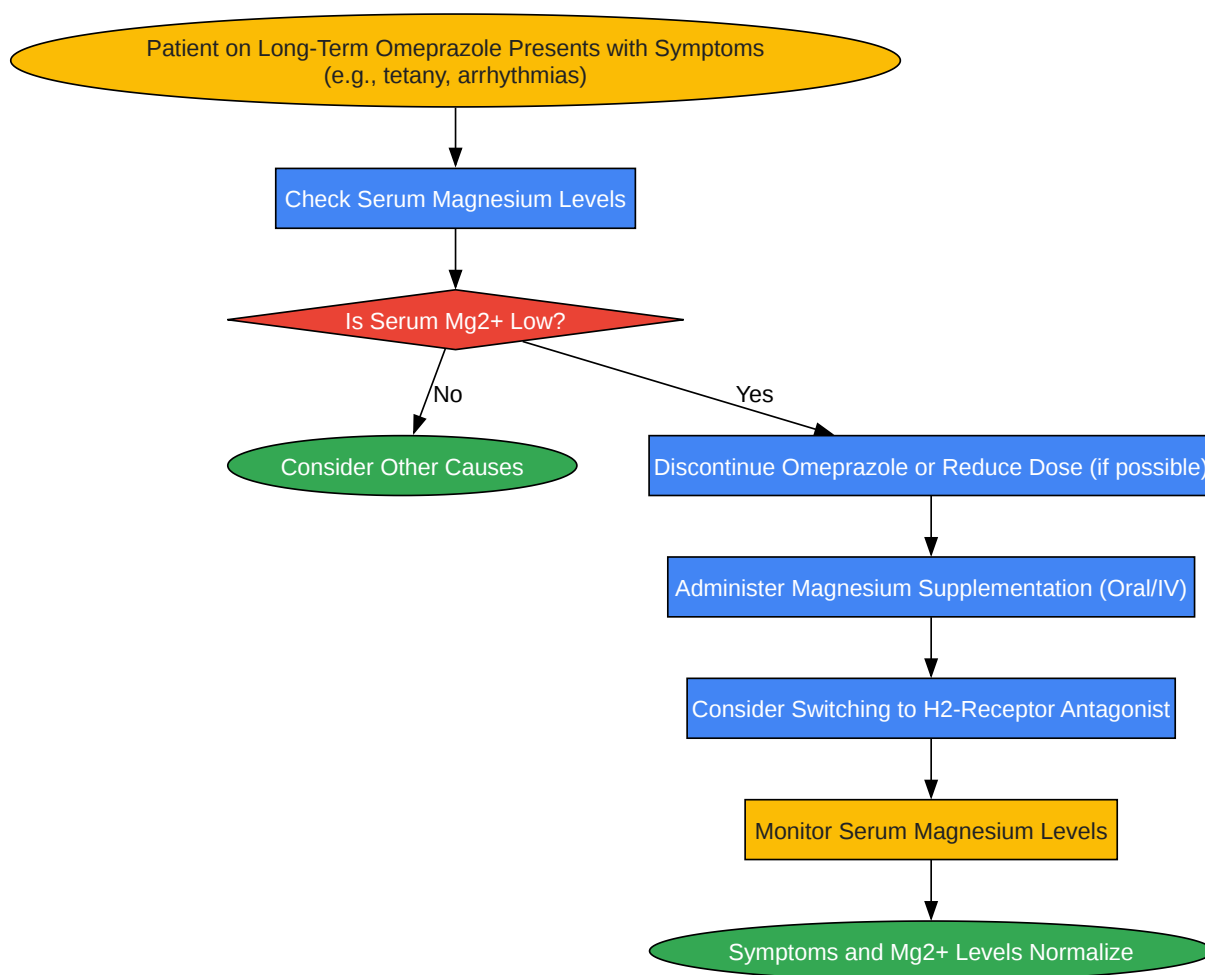 Patient on Long-Term Omeprazole Presents with Symptoms
(e.g., tetany, arrhythmias)
Check Serum Magnesium Levels
Is Serum Mg2+ Low?
No
Yes
Consider Other Causes
Discontinue Omeprazole or Reduce Dose (if possible)
Administer Magnesium Supplementation (Oral/IV)
Consider Switching to H2-Receptor Antagonist
Monitor Serum Magnesium Levels
Symptoms and Mg2+ Levels Normalize